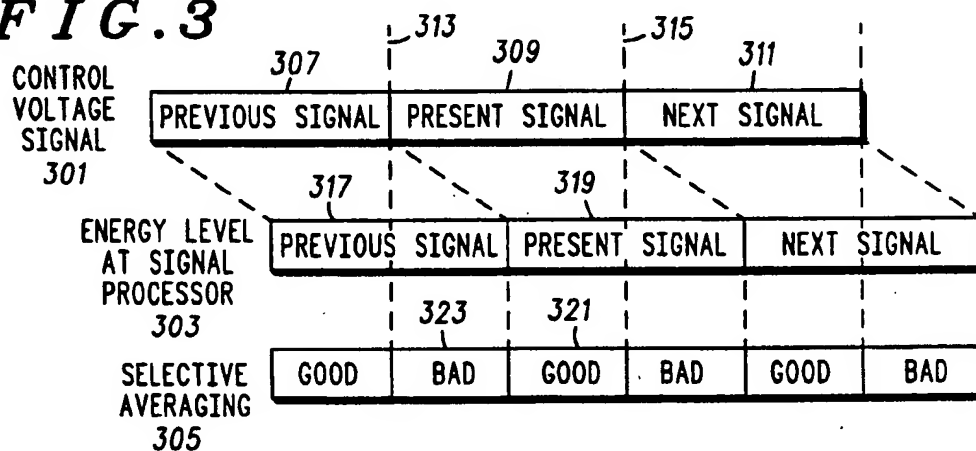 FIG.3
313
315
307
309
311
CONTROL
VOLTAGE
SIGNAL
301
PREVIOUS SIGNAL
PRESENT SIGNAL
NEXT SIGNAL
317
319
ENERGY LEVEL
AT SIGNAL
PROCESSOR
303
PREVIOUS SIGNAL
PRESENT SIGNAL
NEXT SIGNAL
323
321
SELECTIVE
AVERAGING
305
GOOD
BAD
GOOD
BAD
GOOD
BAD